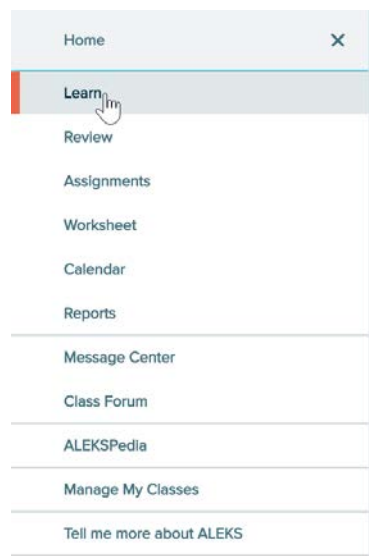 Home
Learn
Review
Assignments
Worksheet
Calendar
Reports
Message Center
Class Forum
ALEKSPedia
Manage My Classes
Tell me more about ALEKS